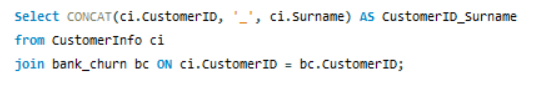 Select CONCAT(ci.CustomerID, '_', ci.Surname) AS CustomerID_Surname
from CustomerInfo ci
join bank_churn bc ON ci.CustomerID = bc.CustomerID;